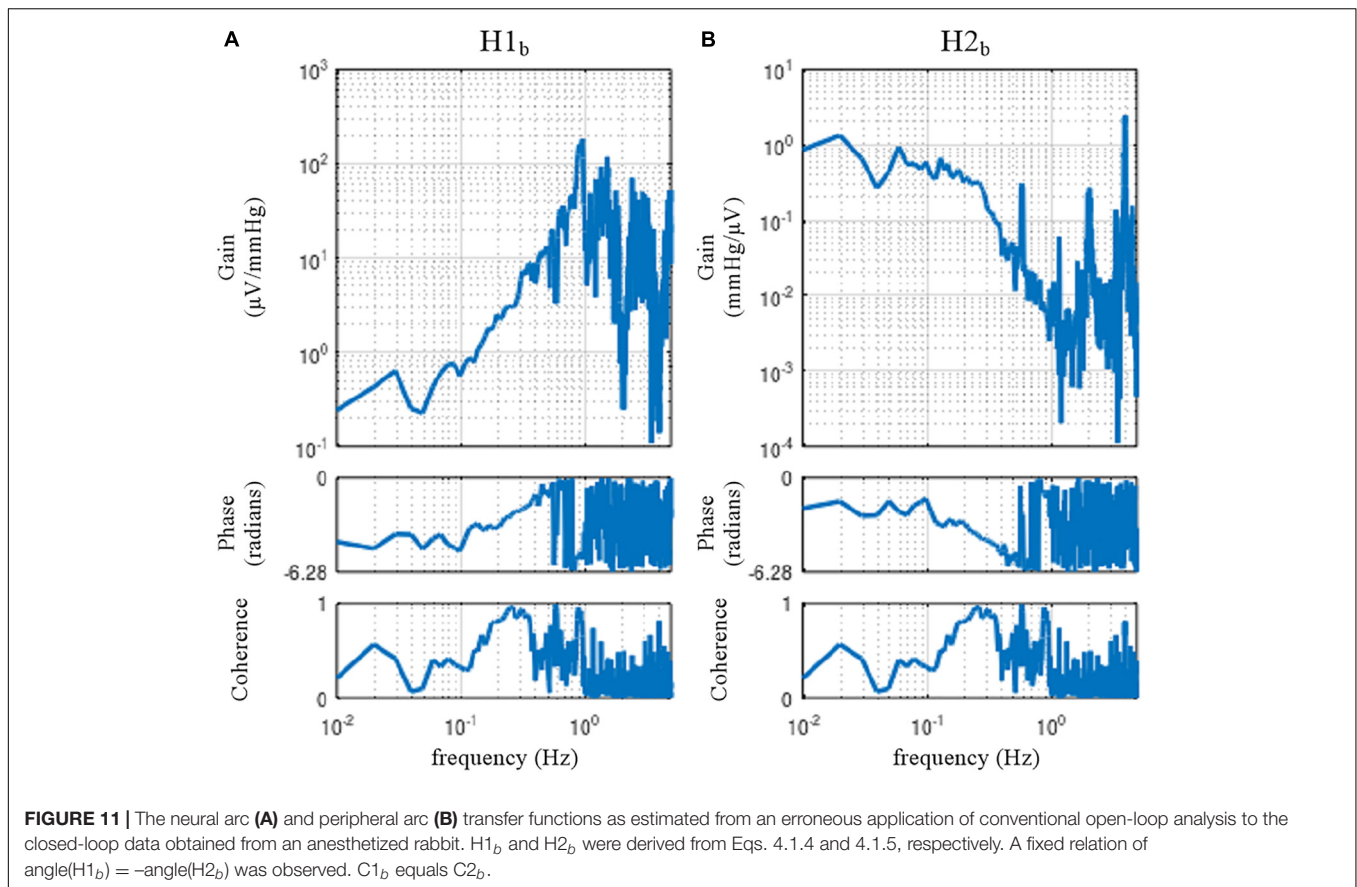 A
H1b
B
H2b
10^3
10^2
10^1
10^0
10^-1
Gain
(μV/mmHg)
10^1
10^0
10^-1
10^-2
10^-3
10^-4
Gain
(mmHg/μV)
0
-6.28
Phase
(radians)
0
-6.28
Phase
(radians)
1
0
Coherence
1
0
Coherence
10^-2
10^-1
10^0
10^-2
10^-1
10^0
frequency (Hz)
frequency (Hz)
FIGURE 11 | The neural arc (A) and peripheral arc (B) transfer functions as estimated from an erroneous application of conventional open-loop analysis to the
closed-loop data obtained from an anesthetized rabbit. H1b and H2b were derived from Eqs. 4.1.4 and 4.1.5, respectively. A fixed relation of
angle(H1b) = –angle(H2b) was observed. C1b equals C2b.